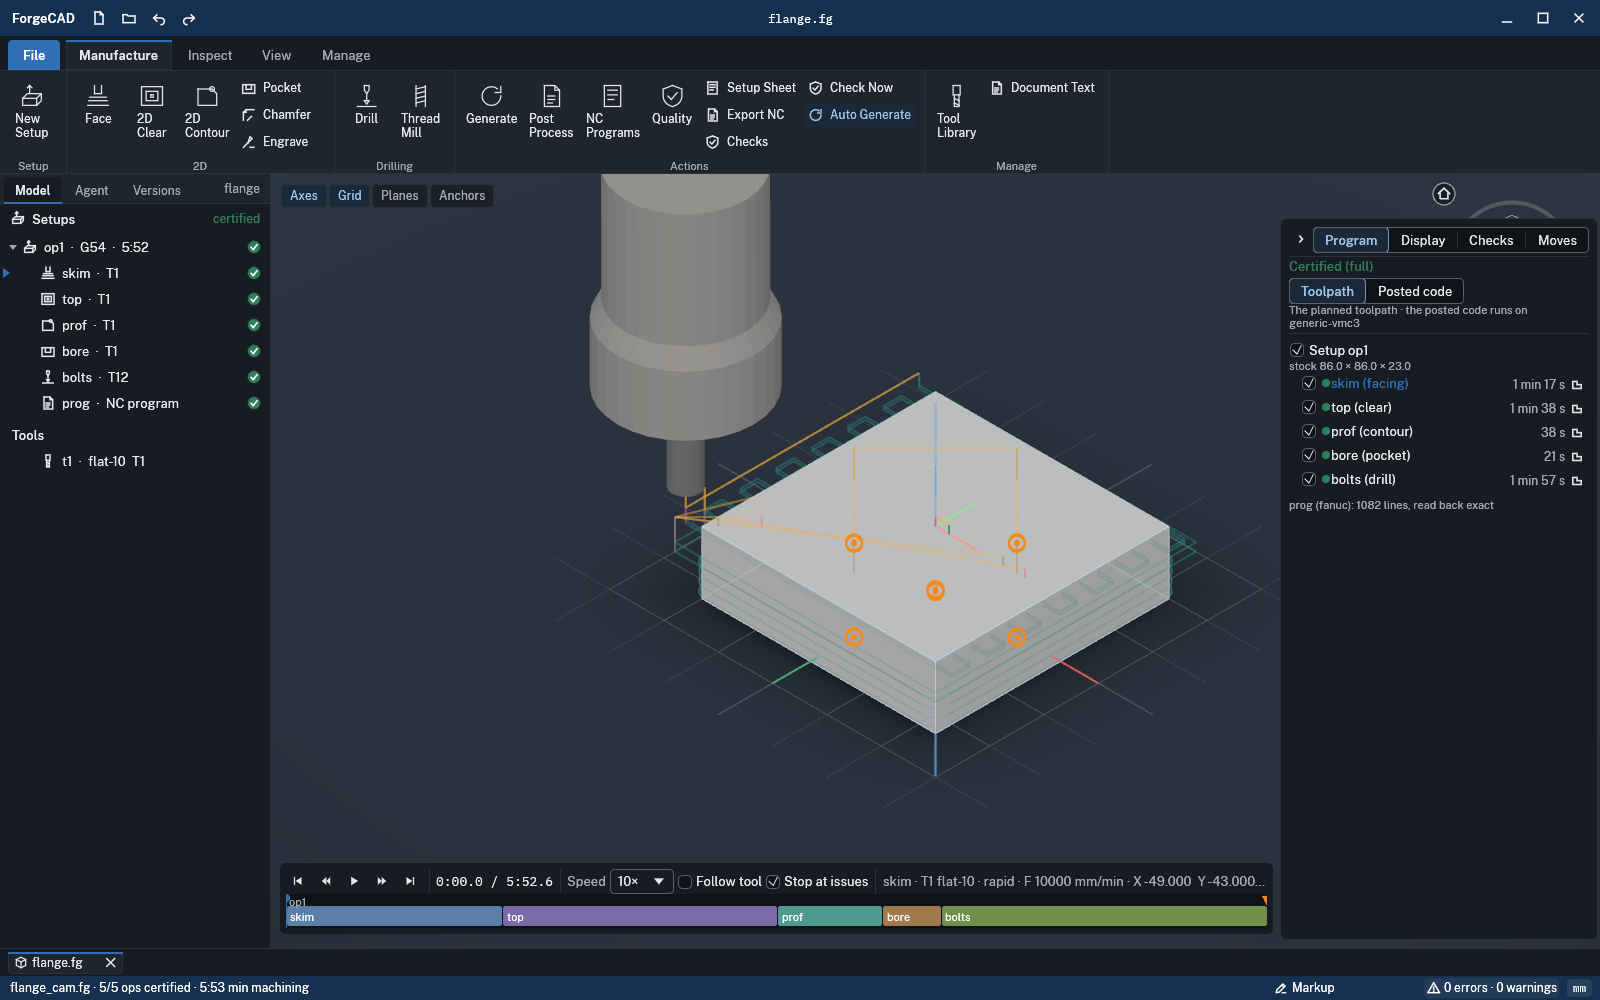 ForgeCAD
flange.fg
File
Manufacture
Inspect
View
Manage
New Setup
Face
2D Clear
2D Contour
Pocket
Chamfer
Engrave
Drill
Thread Mill
Generate
Post Process
NC Programs
Quality
Setup Sheet
Export NC
Checks
Check Now
Auto Generate
Tool Library
Document Text
Setup
2D
Drilling
Actions
Manage
Model
Agent
Versions
flange
Setups
certified
op1 · G54 · 5:52
skim · T1
top · T1
prof · T1
bore · T1
bolts · T12
prog · NC program
Tools
t1 · flat-10 T1
Axes
Grid
Planes
Anchors
Program
Display
Checks
Moves
Certified (full)
Toolpath
Posted code
The planned toolpath · the posted code runs on
generic-vmc3
Setup op1
stock 86.0 × 86.0 × 23.0
skim (facing) 1 min 17 s
top (clear) 1 min 38 s
prof (contour) 38 s
bore (pocket) 21 s
bolts (drill) 1 min 57 s
prog (fanuc): 1082 lines, read back exact
0:00.0 / 5:52.6
Speed
10×
Follow tool
Stop at issues
skim · T1 flat-10 · rapid · F 10000 mm/min · X -49.000 Y -43.000...
op1
skim
top
prof
bore
bolts
flange.fg
flange_cam.fg · 5/5 ops certified · 5:53 min machining
Markup
0 errors · 0 warnings
mm